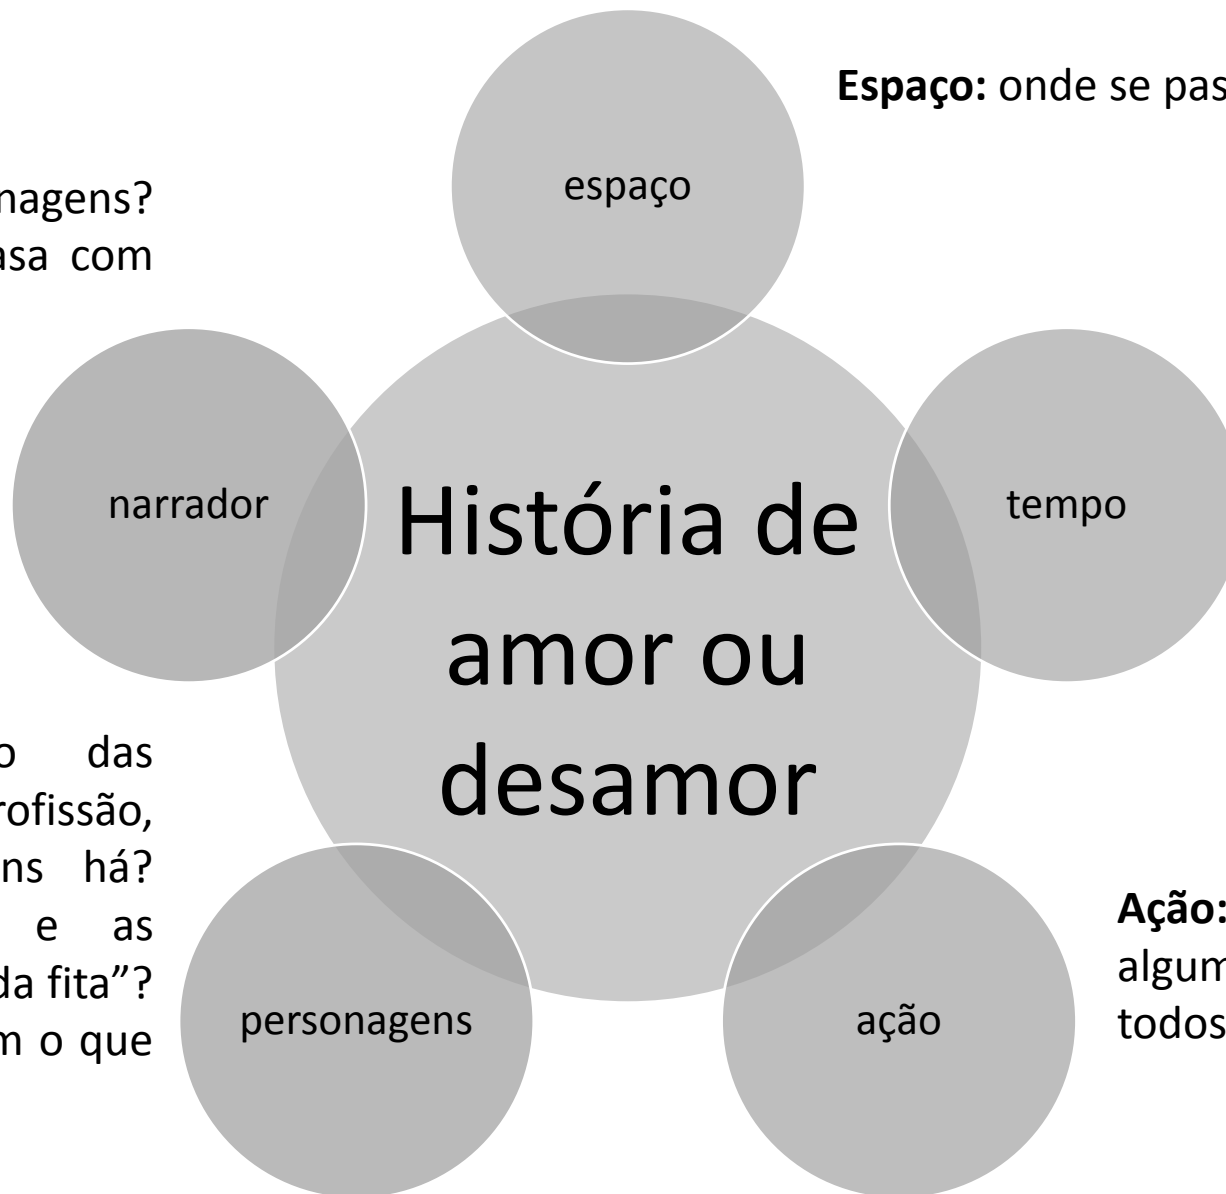 Espaço: onde se pas
nagens?
asa com
espaço
narrador
tempo
História de
amor ou
desamor
o das
rofissão,
ns há?
e as
da fita”?
m o que
personagens
ação
Ação:
algum
todos